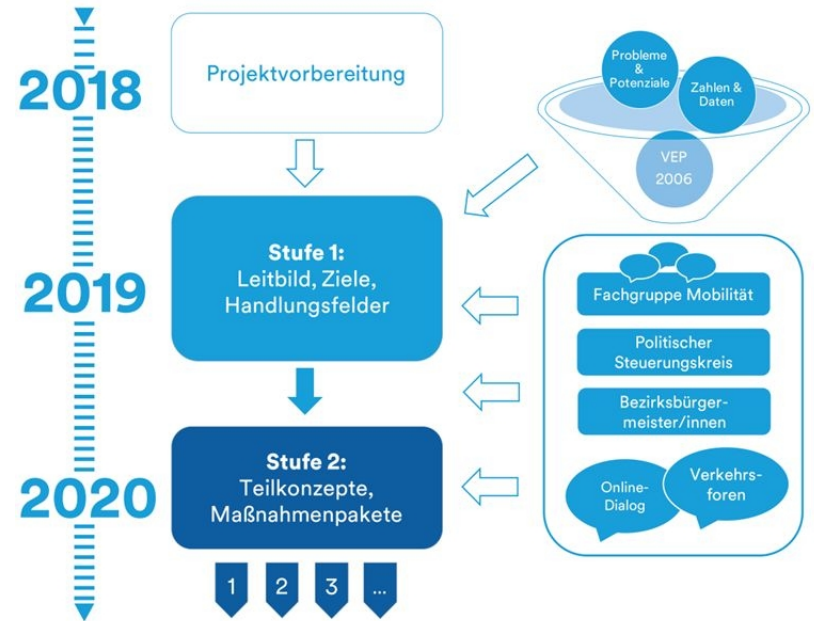 2018
Projektvorbereitung
Probleme
&
Potenziale
Zahlen &
Daten
VEP
2006
2019
Stufe 1:
Leitbild, Ziele,
Handlungsfelder
Fachgruppe Mobilität
Politischer
Steuerungskreis
Bezirksbürger-
meister/innen
Online-
Dialog
Verkehrs-
foren
2020
Stufe 2:
Teilkonzepte,
Maßnahmenpakete
1
2
3
...